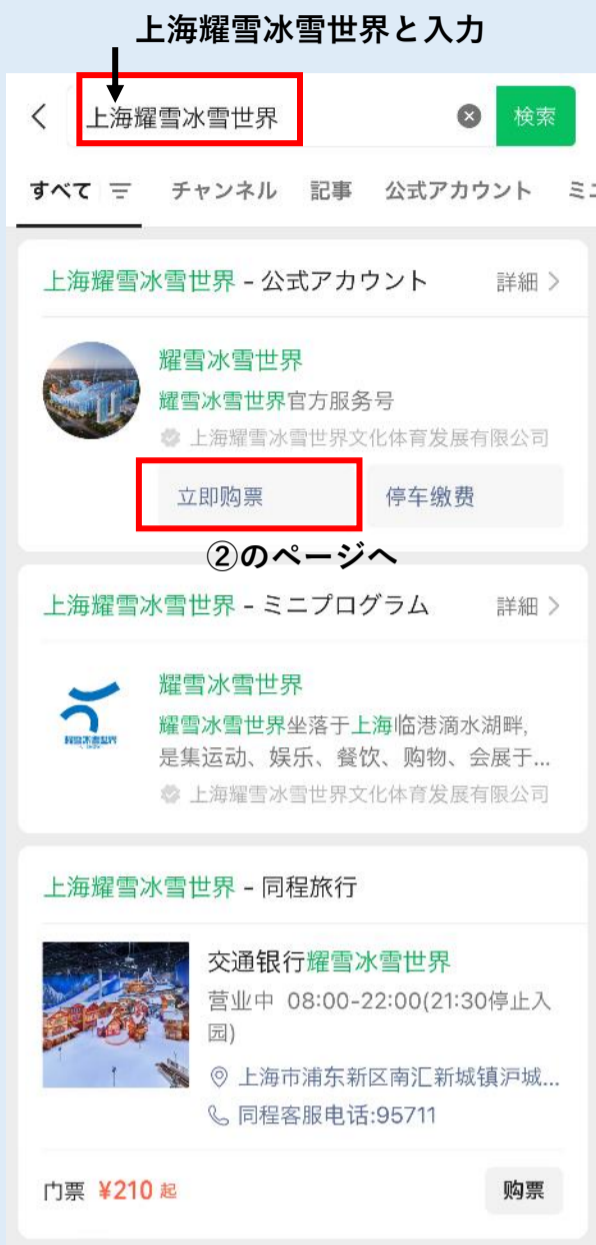 上海耀雪冰雪世界と入力
上海耀雪冰雪世界
検索
すべて
チャンネル
記事
公式アカウント
上海耀雪冰雪世界 - 公式アカウント
詳細
耀雪冰雪世界
耀雪冰雪世界官方服务号
上海耀雪冰雪世界文化体育发展有限公司
立即购票
停车缴费
②のページへ
上海耀雪冰雪世界 - ミニプログラム
詳細
耀雪冰雪世界
耀雪冰雪世界
耀雪冰雪世界坐落于上海临港滴水湖畔,
是集运动、娱乐、餐饮、购物、会展于...
上海耀雪冰雪世界文化体育发展有限公司
上海耀雪冰雪世界 - 同程旅行
交通银行耀雪冰雪世界
营业中 08:00-22:00(21:30停止入
园)
上海市浦东新区南汇新城镇沪城...
同程客服电话:95711
门票 ¥210 起
购票